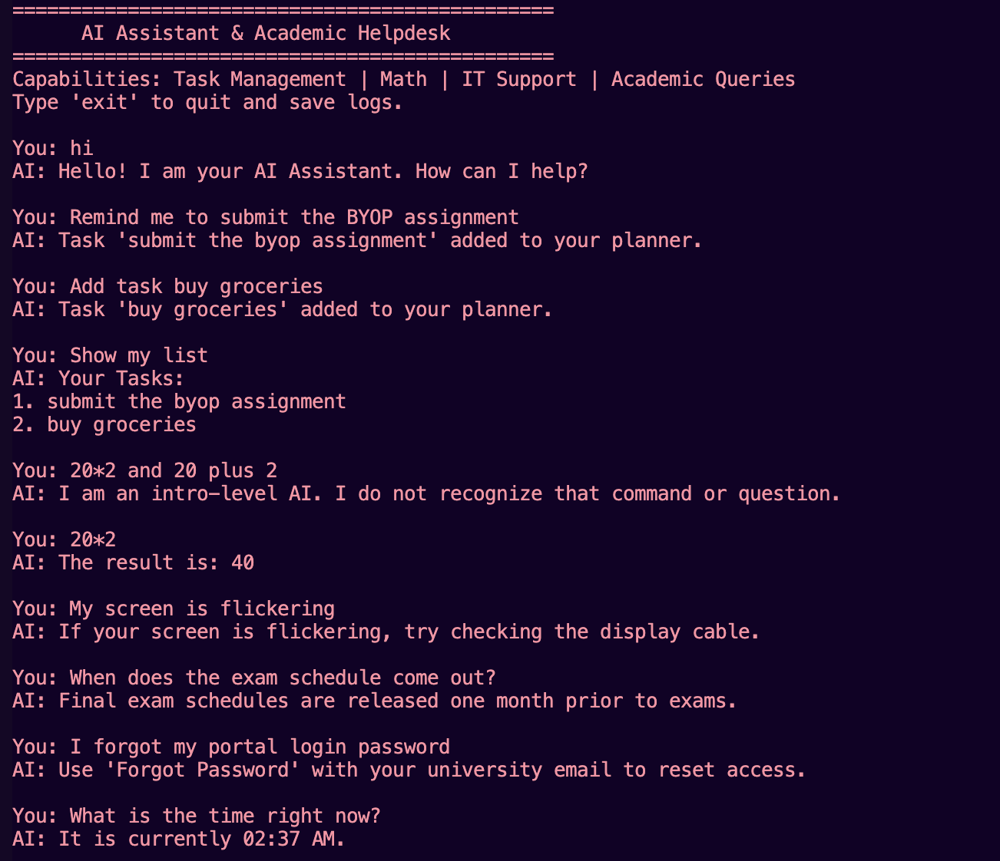 ===============================================
AI Assistant & Academic Helpdesk
===============================================
Capabilities: Task Management | Math | IT Support | Academic Queries
Type 'exit' to quit and save logs.
You: hi
AI: Hello! I am your AI Assistant. How can I help?
You: Remind me to submit the BYOP assignment
AI: Task 'submit the byop assignment' added to your planner.
You: Add task buy groceries
AI: Task 'buy groceries' added to your planner.
You: Show my list
AI: Your Tasks:
1. submit the byop assignment
2. buy groceries
You: 20*2 and 20 plus 2
AI: I am an intro-level AI. I do not recognize that command or question.
You: 20*2
AI: The result is: 40
You: My screen is flickering
AI: If your screen is flickering, try checking the display cable.
You: When does the exam schedule come out?
AI: Final exam schedules are released one month prior to exams.
You: I forgot my portal login password
AI: Use 'Forgot Password' with your university email to reset access.
You: What is the time right now?
AI: It is currently 02:37 AM.